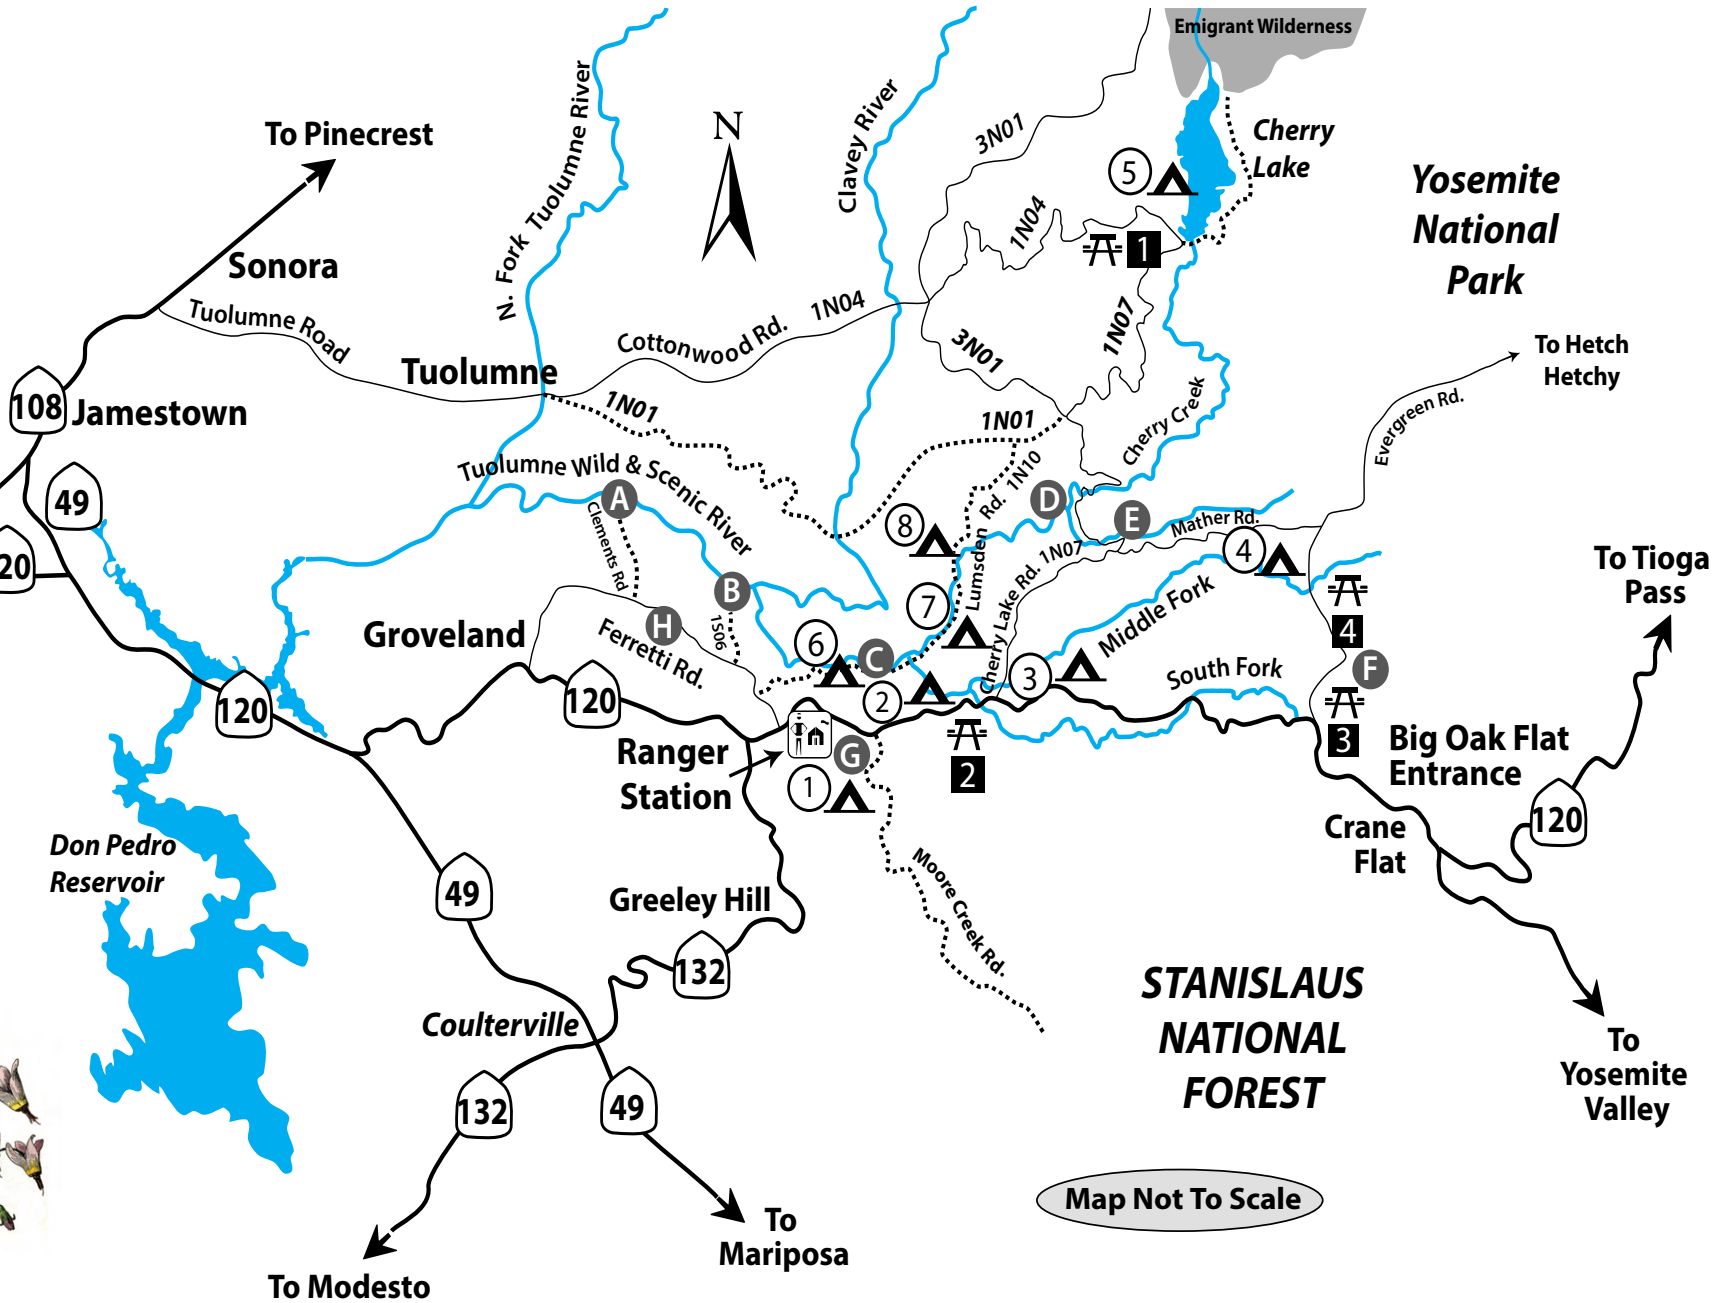 Emigrant Wilderness
To Pinecrest
N
N. Fork Tuolumne River
Clavey River
3N01
Cherry
Lake
5
Yosemite
National
Park
1N04
1
Sonora
Tuolumne Road
Cottonwood Rd.
1N04
1N07
3N01
To Hetch
Hetchy
Tuolumne
108
Jamestown
1N01
1N01
Cherry Creek
Evergreen Rd.
49
Tuolumne Wild & Scenic River
A
Clements Rd
Rd. 1N10
Lumsden
D
E
Mather Rd.
8
4
20
To Tioga
Pass
B
1S06
7
Cherry Lake Rd. 1N07
Middle Fork
4
Groveland
H
Ferretti Rd.
6
C
3
South Fork
F
120
120
2
3
Ranger
Station
G
2
1
Big Oak Flat
Entrance
120
Crane
Flat
Don Pedro
Reservoir
49
Greeley Hill
Moore Creek Rd.
132
STANISLAUS
NATIONAL
FOREST
Coulterville
132
49
To
Yosemite
Valley
Map Not To Scale
To
Mariposa
To Modesto